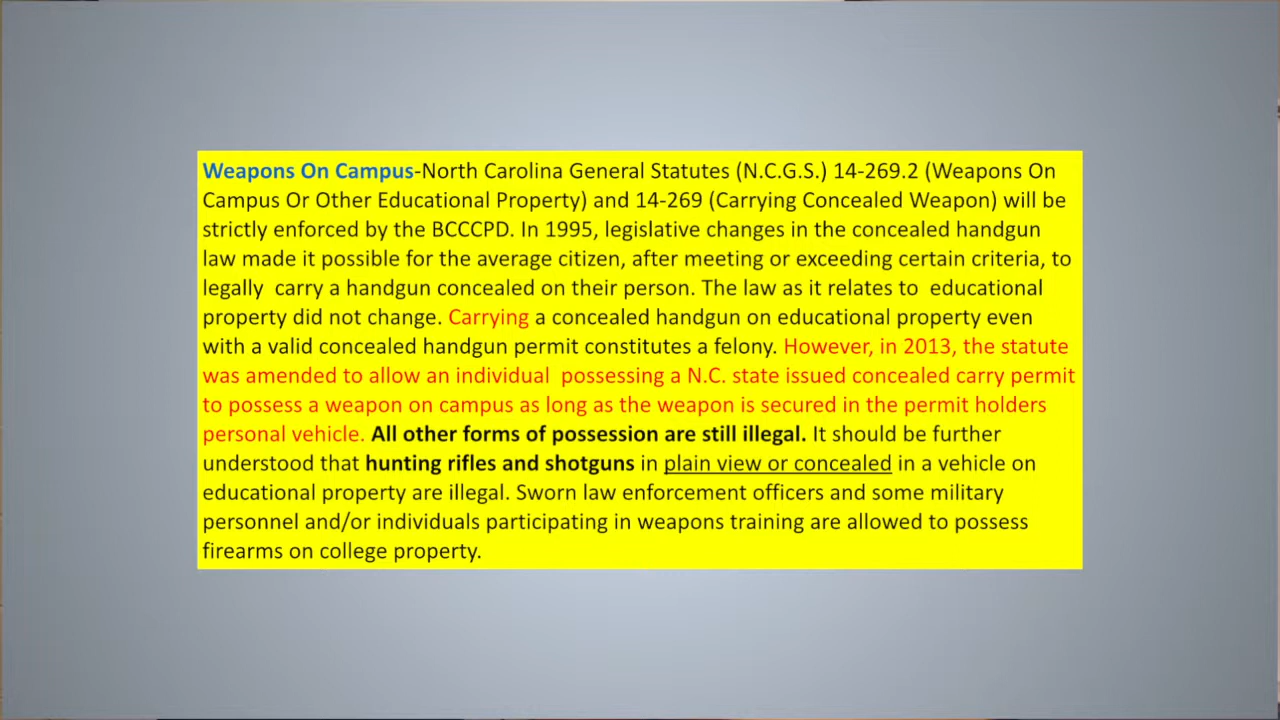 Weapons On Campus-North Carolina General Statutes (N.C.G.S.) 14-269.2 (Weapons On
Campus Or Other Educational Property) and 14-269 (Carrying Concealed Weapon) will be
strictly enforced by the BCCCPD. In 1995, legislative changes in the concealed handgun
law made it possible for the average citizen, after meeting or exceeding certain criteria, to
legally  carry a handgun concealed on their person. The law as it relates to  educational
property did not change. Carrying a concealed handgun on educational property even
with a valid concealed handgun permit constitutes a felony. However, in 2013, the statute
was amended to allow an individual  possessing a N.C. state issued concealed carry permit
to possess a weapon on campus as long as the weapon is secured in the permit holders
personal vehicle. All other forms of possession are still illegal. It should be further
understood that hunting rifles and shotguns in plain view or concealed in a vehicle on
educational property are illegal. Sworn law enforcement officers and some military
personnel and/or individuals participating in weapons training are allowed to possess
firearms on college property.